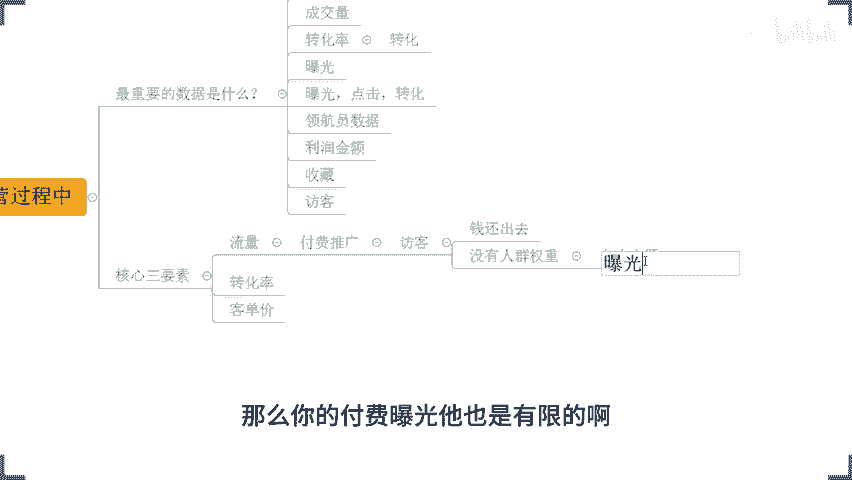 成交量
转化率 转化
曝光
最重要的数据是什么? 曝光，点击，转化
领航员数据
利润金额
收藏
营过程中
访客
钱还出去
流量 付费推广 访客
没有人群权重
曝光
核心三要素
转化率
客单价
那么你的付费曝光他也是有限的啊